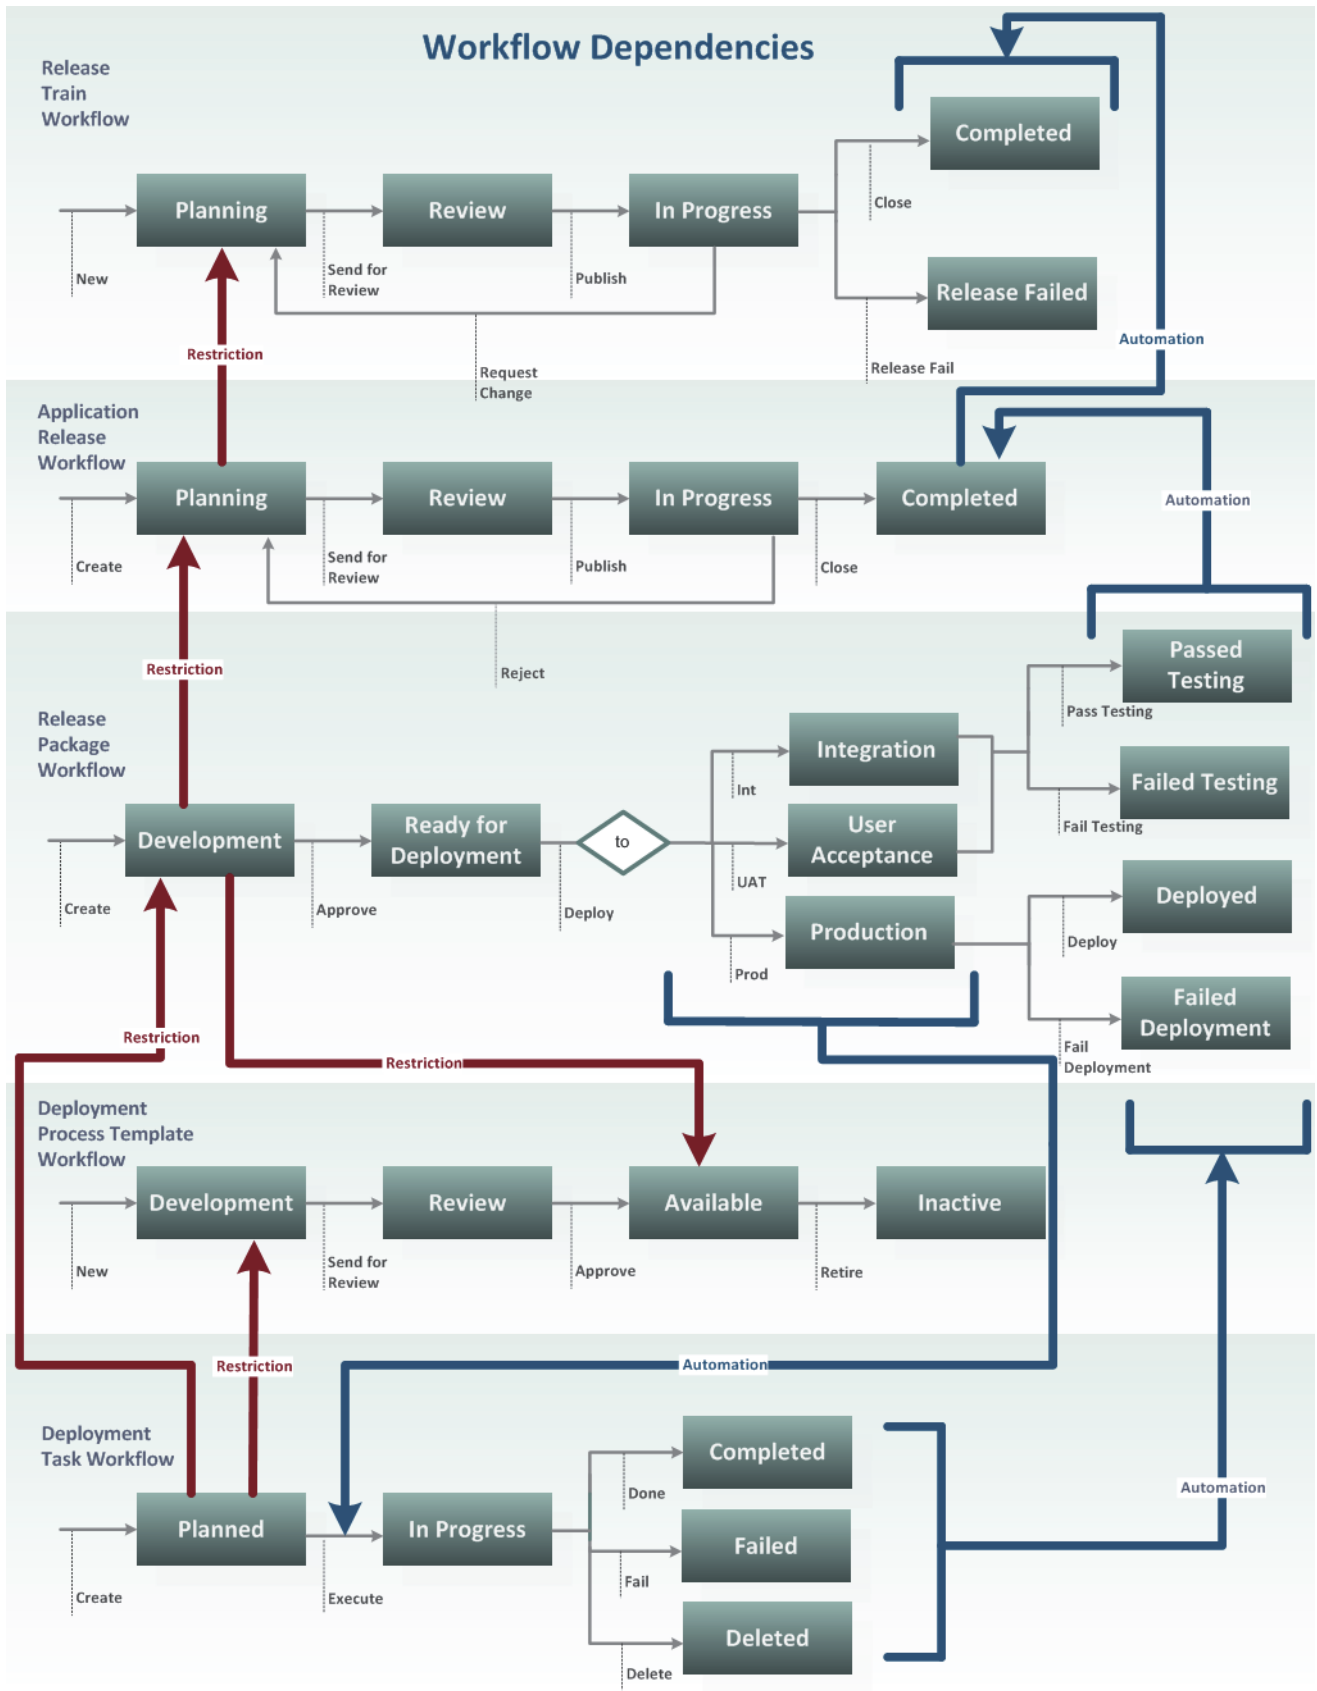 Workflow Dependencies
Release
Train
Workflow
Completed
Planning
Review
In Progress
Close
New
Send for
Review
Publish
Release Failed
Restriction
Automation
Request
Change
Release Fail
Application
Release
Workflow
Planning
Review
In Progress
Completed
Automation
Create
Send for
Review
Publish
Close
Restriction
Reject
Passed
Testing
Pass Testing
Release
Package
Workflow
Integration
Int
Failed Testing
Fail Testing
Development
Ready for
Deployment
to
User
Acceptance
UAT
Create
Approve
Deploy
Production
Prod
Deployed
Deploy
Failed
Deployment
Fail
Deployment
Restriction
Restriction
Deployment
Process Template
Workflow
Development
Review
Available
Inactive
New
Send for
Review
Approve
Retire
Restriction
Automation
Deployment
Task Workflow
Completed
Done
Automation
Planned
In Progress
Failed
Fail
Create
Execute
Deleted
Delete